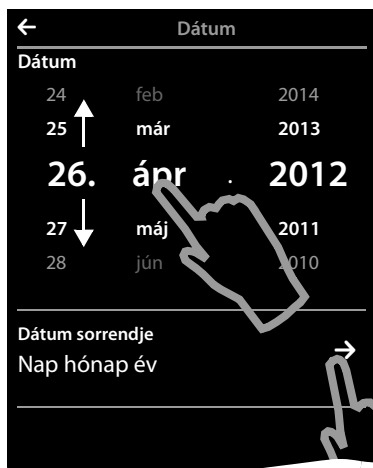 Dátum
Dátum
24 feb 2014
25 már 2013
26. ápr . 2012
27 máj 2011
28 jún 2010
Dátum sorrendje
Nap hónap év